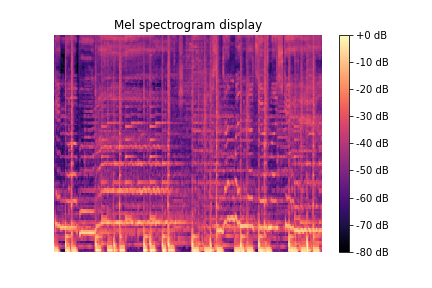 Mel spectrogram display
+0 dB
-10 dB
-20 dB
-30 dB
-40 dB
-50 dB
-60 dB
-70 dB
-80 dB